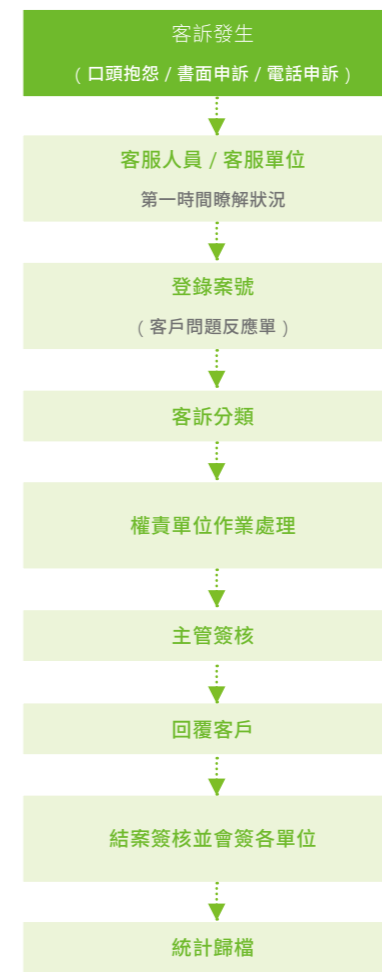 客訴發生
（口頭抱怨 / 書面申訴 / 電話申訴）
客服人員 / 客服單位
第一時間瞭解狀況
登錄案號
（客戶問題反應單）
客訴分類
權責單位作業處理
主管簽核
回覆客戶
結案簽核並會簽各單位
統計歸檔